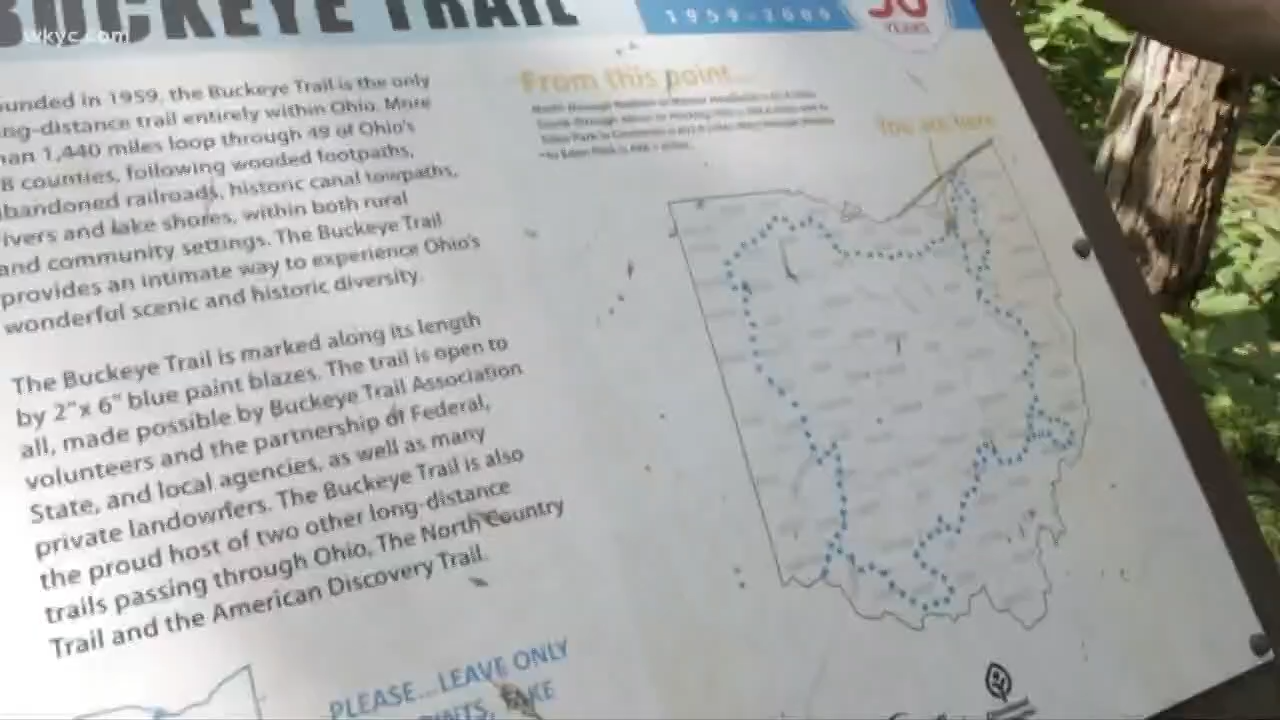 BUCKEYE TRAIL
wkyc.com
1959-2009
50
YEARS
ounded in 1959, the Buckeye Trail is the only
ng-distance trail entirely within Ohio. More
han 1,440 miles loop through 49 of Ohio's
8 counties, following wooded footpaths,
bandoned railroads, historic canal towpaths,
ivers and lake shores, within both rural
and community settings. The Buckeye Trail
provides an intimate way to experience Ohio's
wonderful scenic and historic diversity.
The Buckeye Trail is marked along its length
by 2"x 6" blue paint blazes. The trail is open to
all, made possible by Buckeye Trail Association
volunteers and the partnership of Federal,
State, and local agencies, as well as many
private landowners. The Buckeye Trail is also
the proud host of two other long-distance
trails passing through Ohio, The North Country
Trail and the American Discovery Trail.
PLEASE...LEAVE ONLY
TAKE
From this point...
You are here